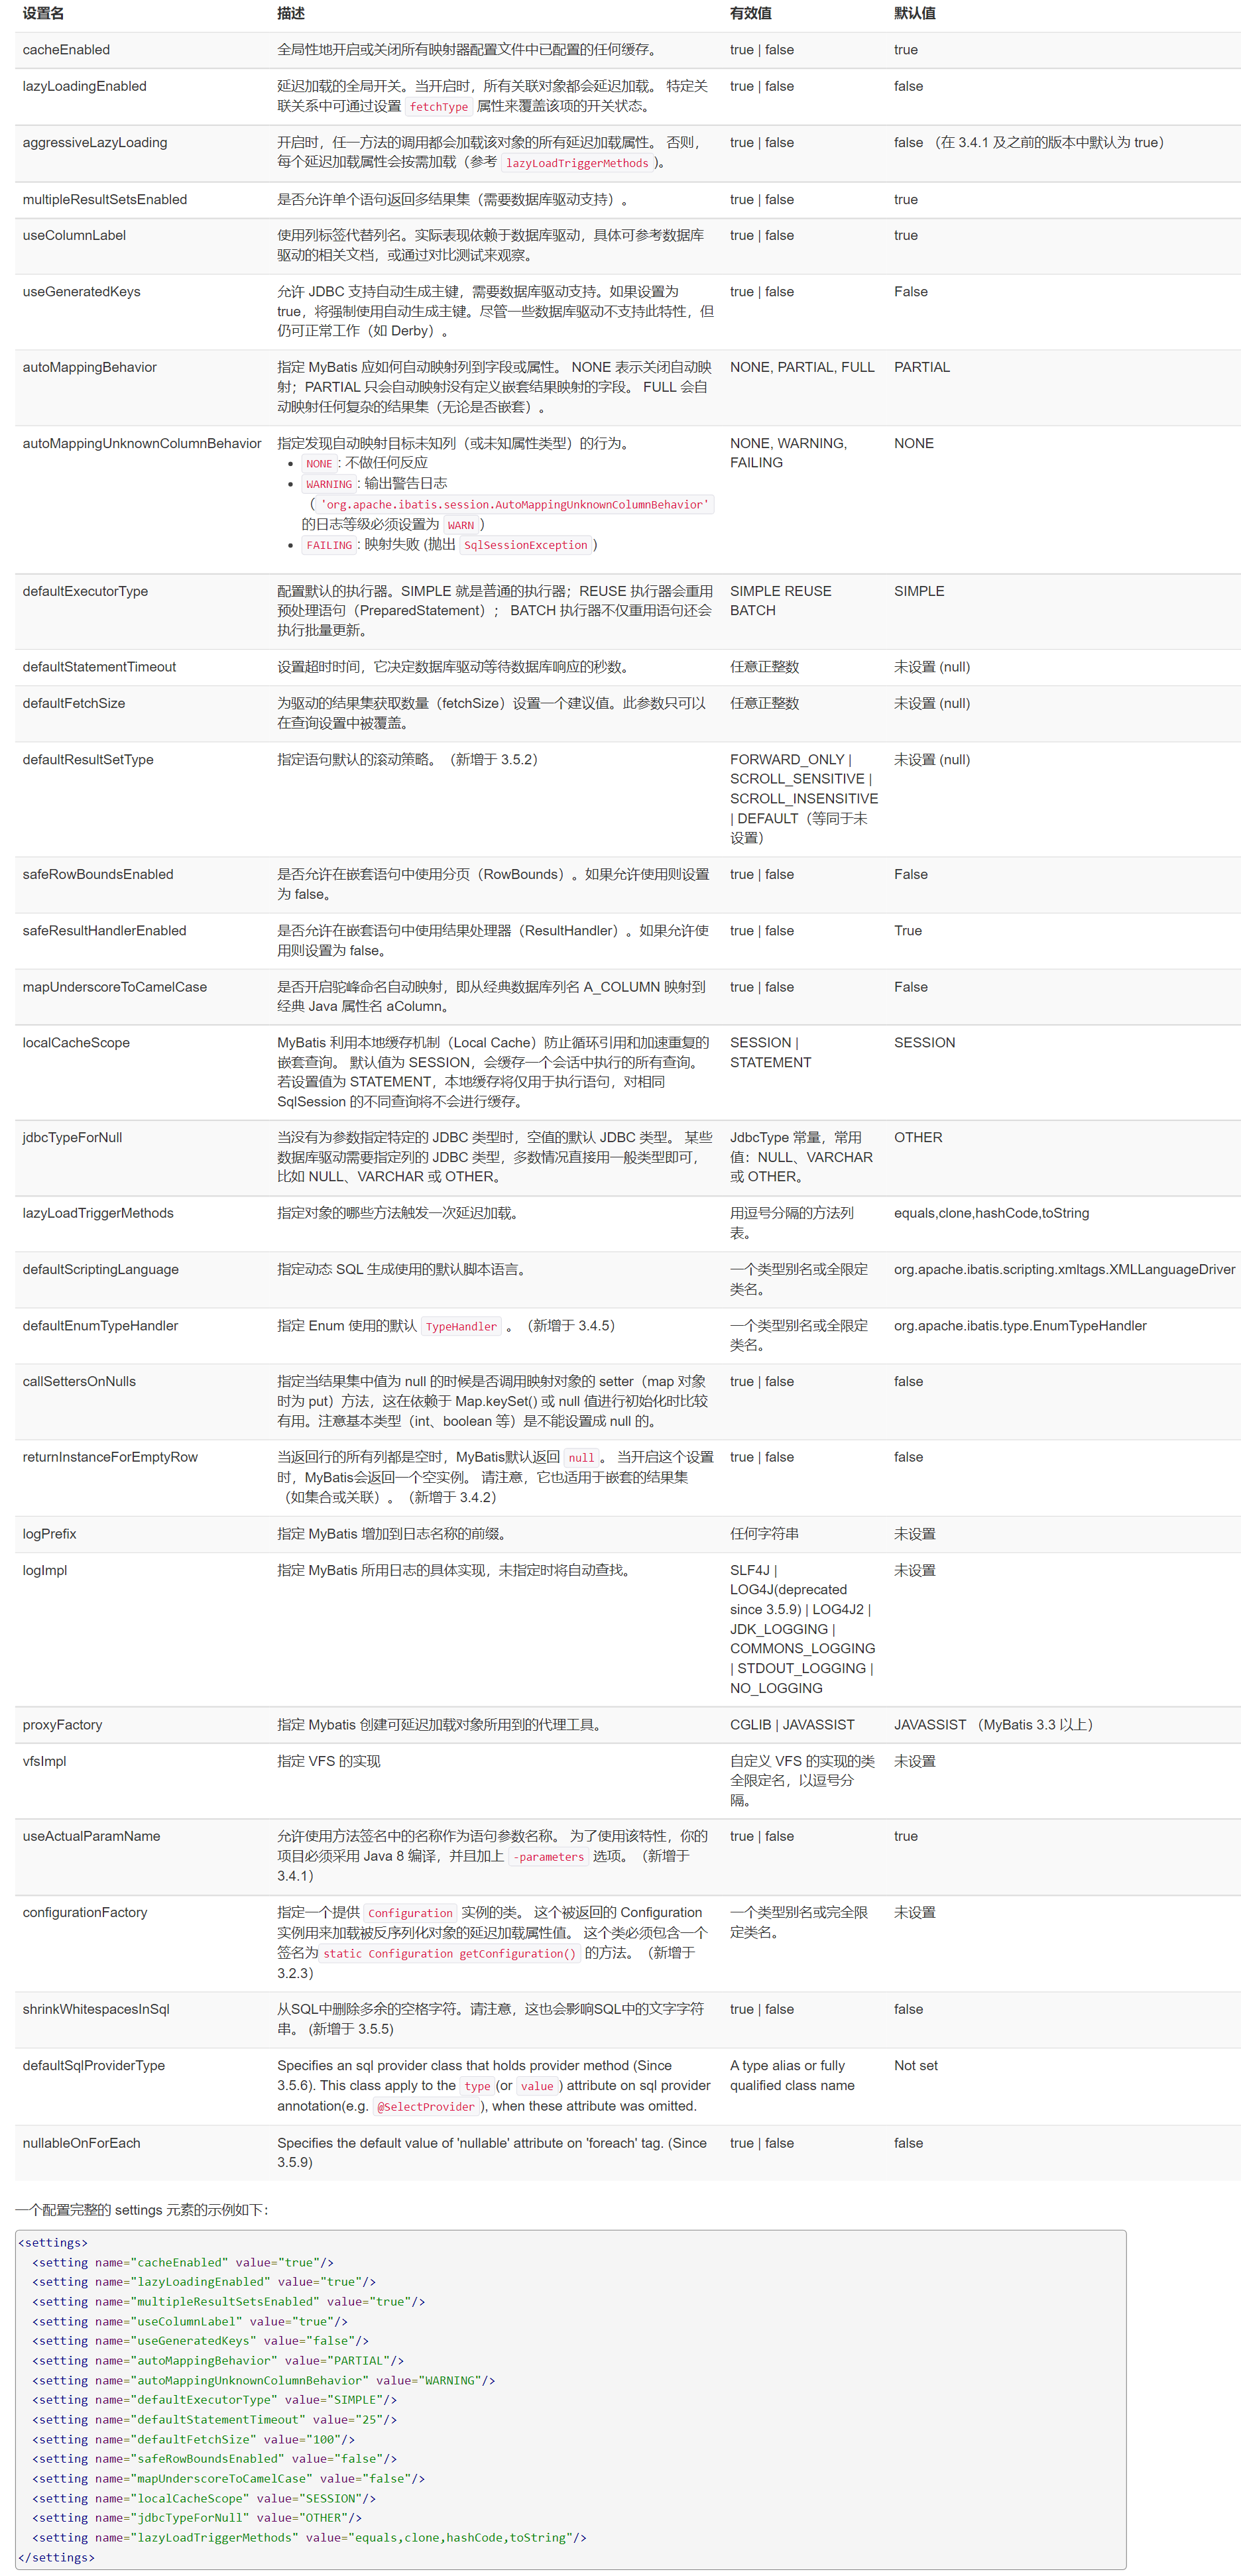 设置名 描述 有效值 默认值
cacheEnabled 全局性地开启或关闭所有映射器配置文件中已配置的任何缓存。 true | false true
lazyLoadingEnabled 延迟加载的全局开关。当开启时，所有关联对象都会延迟加载。 特定关 true | false false
联关系中可通过设置 fetchType 属性来覆盖该项的开关状态。
aggressiveLazyLoading 开启时，任一方法的调用都会加载该对象的所有延迟加载属性。 否则， true | false false （在 3.4.1 及之前的版本中默认为 true）
每个延迟加载属性会按需加载（参考 lazyLoadTriggerMethods )。
multipleResultSetsEnabled 是否允许单个语句返回多结果集（需要数据库驱动支持）。 true | false true
useColumnLabel 使用列标签代替列名。实际表现依赖于数据库驱动，具体可参考数据库 true | false true
驱动的相关文档，或通过对比测试来观察。
useGeneratedKeys 允许 JDBC 支持自动生成主键，需要数据库驱动支持。如果设置为 true | false False
true，将强制使用自动生成主键。尽管一些数据库驱动不支持此特性，但
仍可正常工作（如 Derby）。
autoMappingBehavior 指定 MyBatis 应如何自动映射列到字段或属性。 NONE 表示关闭自动映 NONE, PARTIAL, FULL PARTIAL
射；PARTIAL 只会自动映射没有定义嵌套结果映射的字段。 FULL 会自
动映射任何复杂的结果集（无论是否嵌套）。
autoMappingUnknownColumnBehavior 指定发现自动映射目标未知列（或未知属性类型）的行为。 NONE, WARNING, NONE
• NONE: 不做任何反应 FAILING
• WARNING: 输出警告日志
（'org.apache.ibatis.session.AutoMappingUnknownColumnBehavior'
的日志等级必须设置为 WARN）
• FAILING: 映射失败 (抛出 SqlSessionException)
defaultExecutorType 配置默认的执行器。SIMPLE 就是普通的执行器；REUSE 执行器会重用 SIMPLE REUSE SIMPLE
预处理语句（PreparedStatement）； BATCH 执行器不仅重用语句还会 BATCH
执行批量更新。
defaultStatementTimeout 设置超时时间，它决定数据库驱动等待数据库响应的秒数。 任意正整数 未设置 (null)
defaultFetchSize 为驱动的结果集获取数量（fetchSize）设置一个建议值。此参数只可以 任意正整数 未设置 (null)
在查询设置中被覆盖。
defaultResultSetType 指定语句默认的滚动策略。（新增于 3.5.2） FORWARD_ONLY | 未设置 (null)
SCROLL_SENSITIVE |
SCROLL_INSENSITIVE
| DEFAULT（等同于未
设置）
safeRowBoundsEnabled 是否允许在嵌套语句中使用分页（RowBounds）。如果允许使用则设置 true | false False
为 false。
safeResultHandlerEnabled 是否允许在嵌套语句中使用结果处理器（ResultHandler）。如果允许使 true | false True
用则设置为 false。
mapUnderscoreToCamelCase 是否开启驼峰命名自动映射，即从经典数据库列名 A_COLUMN 映射到 true | false False
经典 Java 属性名 aColumn。
localCacheScope MyBatis 利用本地缓存机制（Local Cache）防止循环引用和加速重复的 SESSION | SESSION
嵌套查询。 默认值为 SESSION，会缓存一个会话中执行的所有查询。 STATEMENT
若设置值为 STATEMENT，本地缓存将仅用于执行语句，对相同
SqlSession 的不同查询将不会进行缓存。
jdbcTypeForNull 当没有为参数指定特定的 JDBC 类型时，空值的默认 JDBC 类型。 某些 JdbcType 常量，常用 OTHER
数据库驱动需要指定列的 JDBC 类型，多数情况直接用一般类型即可， 值：NULL、VARCHAR
比如 NULL、VARCHAR 或 OTHER。 或 OTHER。
lazyLoadTriggerMethods 指定对象的哪些方法触发一次延迟加载。 用逗号分隔的方法列 equals,clone,hashCode,toString
表。
defaultScriptingLanguage 指定动态 SQL 生成使用的默认脚本语言。 一个类型别名或全限定 org.apache.ibatis.scripting.xmltags.XMLLanguageDriver
类名。
defaultEnumTypeHandler 指定 Enum 使用的默认 TypeHandler 。（新增于 3.4.5） 一个类型别名或全限定 org.apache.ibatis.type.EnumTypeHandler
类名。
callSettersOnNulls 指定当结果集中值为 null 的时候是否调用映射对象的 setter（map 对象 true | false false
时为 put）方法，这在依赖于 Map.keySet() 或 null 值进行初始化时比较
有用。注意基本类型（int、boolean 等）是不能设置成 null 的。
returnInstanceForEmptyRow 当返回行的所有列都是空时，MyBatis默认返回 null。 当开启这个设置 true | false false
时，MyBatis会返回一个空实例。 请注意，它也适用于嵌套的结果集
（如集合或关联）。（新增于 3.4.2）
logPrefix 指定 MyBatis 增加到日志名称的前缀。 任何字符串 未设置
logImpl 指定 MyBatis 所用日志的具体实现，未指定时将自动查找。 SLF4J | 未设置
LOG4J(deprecated
since 3.5.9) | LOG4J2 |
JDK_LOGGING |
COMMONS_LOGGING
| STDOUT_LOGGING |
NO_LOGGING
proxyFactory 指定 Mybatis 创建可延迟加载对象所用到的代理工具。 CGLIB | JAVASSIST JAVASSIST （MyBatis 3.3 以上）
vfsImpl 指定 VFS 的实现 自定义 VFS 的实现的类 未设置
全限定名，以逗号分
隔。
useActualParamName 允许使用方法签名中的名称作为语句参数名称。 为了使用该特性，你的 true | false true
项目必须采用 Java 8 编译，并且加上 -parameters 选项。（新增于
3.4.1）
configurationFactory 指定一个提供 Configuration 实例的类。 这个被返回的 Configuration 一个类型别名或完全限 未设置
实例用来加载被反序列化对象的延迟加载属性值。 这个类必须包含一个 定类名。
签名为static Configuration getConfiguration() 的方法。（新增于
3.2.3）
shrinkWhitespacesInSql 从SQL中删除多余的空格字符。请注意，这也会影响SQL中的文字字符 true | false false
串。 (新增于 3.5.5)
defaultSqlProviderType Specifies an sql provider class that holds provider method (Since A type alias or fully Not set
3.5.6). This class apply to the type(or value) attribute on sql provider qualified class name
annotation(e.g. @SelectProvider), when these attribute was omitted.
nullableOnForEach Specifies the default value of 'nullable' attribute on 'foreach' tag. (Since true | false false
3.5.9)
一个配置完整的 settings 元素的示例如下：
<settings>
<setting name="cacheEnabled" value="true"/>
<setting name="lazyLoadingEnabled" value="true"/>
<setting name="multipleResultSetsEnabled" value="true"/>
<setting name="useColumnLabel" value="true"/>
<setting name="useGeneratedKeys" value="false"/>
<setting name="autoMappingBehavior" value="PARTIAL"/>
<setting name="autoMappingUnknownColumnBehavior" value="WARNING"/>
<setting name="defaultExecutorType" value="SIMPLE"/>
<setting name="defaultStatementTimeout" value="25"/>
<setting name="defaultFetchSize" value="100"/>
<setting name="safeRowBoundsEnabled" value="false"/>
<setting name="mapUnderscoreToCamelCase" value="false"/>
<setting name="localCacheScope" value="SESSION"/>
<setting name="jdbcTypeForNull" value="OTHER"/>
<setting name="lazyLoadTriggerMethods" value="equals,clone,hashCode,toString"/>
</settings>